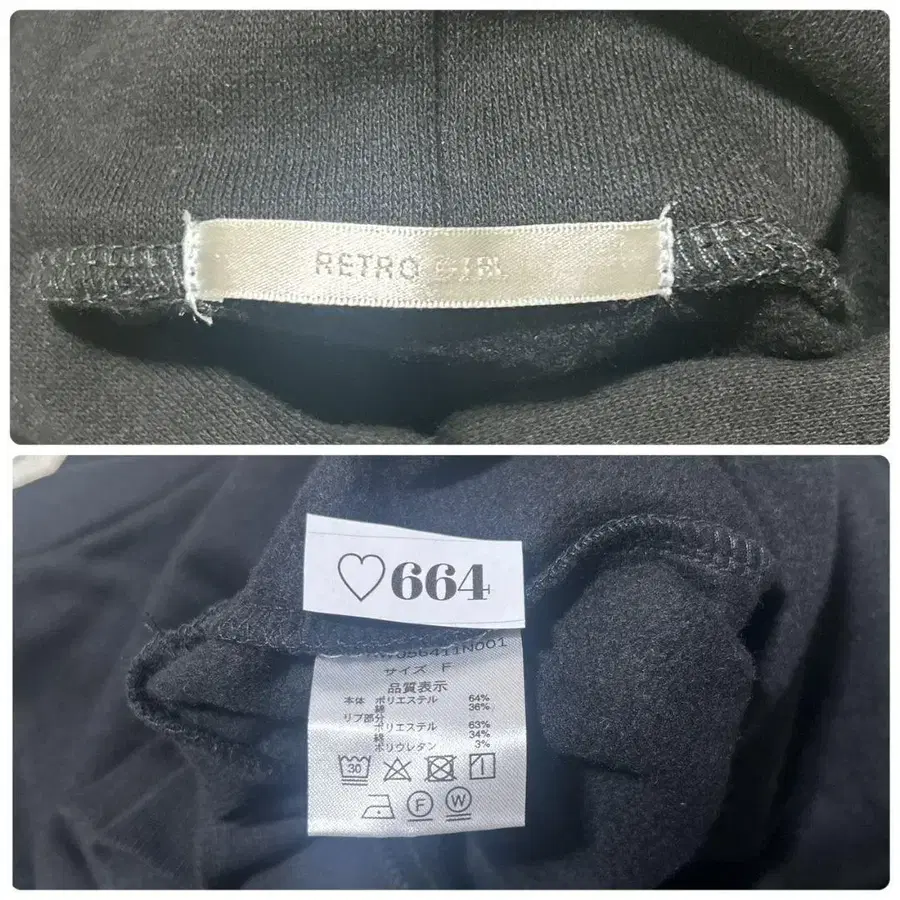 RETRO GIRL
♡664
056411N001
サイズ F
品質表示
本体 ポリエステル 64%
綿 36%
リブ部分
ポリエステル 63%
綿 34%
ポリウレタン 3%
30
F W